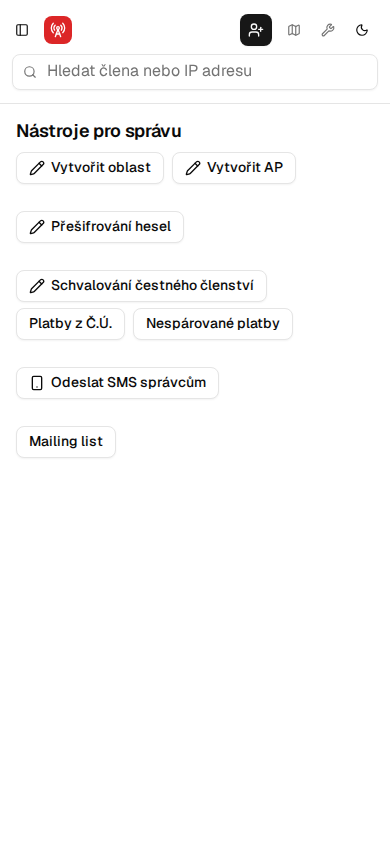 Hledat člena nebo IP adresu
Nástroje pro správu
Vytvořit oblast Vytvořit AP
Přešifrování hesel
Schvalování čestného členství
Platby z Č.Ú. Nespárované platby
Odeslat SMS správcům
Mailing list